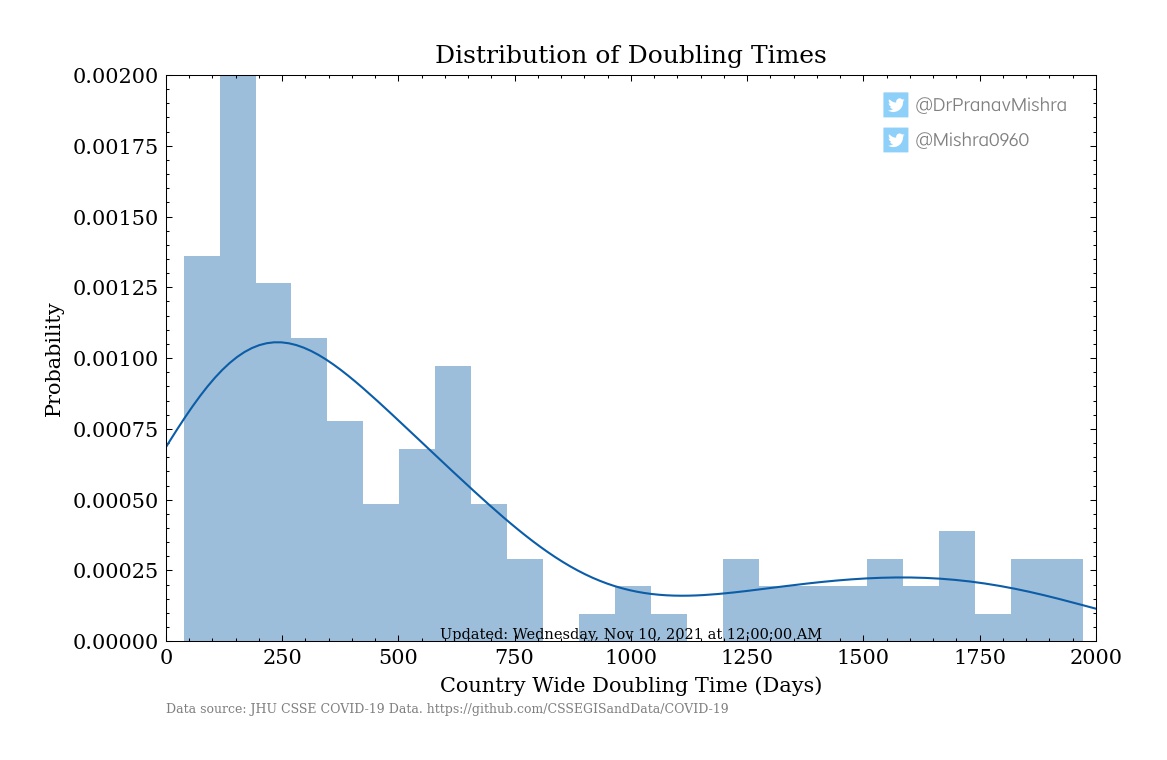 Distribution of Doubling Times
@DrPranavMishra
@Mishra0960
Probability
0.00200
0.00175
0.00150
0.00125
0.00100
0.00075
0.00050
0.00025
0.00000
Updated: Wednesday, Nov 10, 2021 at 12:00:00 AM
0 250 500 750 1000 1250 1500 1750 2000
Country Wide Doubling Time (Days)
Data source: JHU CSSE COVID-19 Data. https://github.com/CSSEGISandData/COVID-19